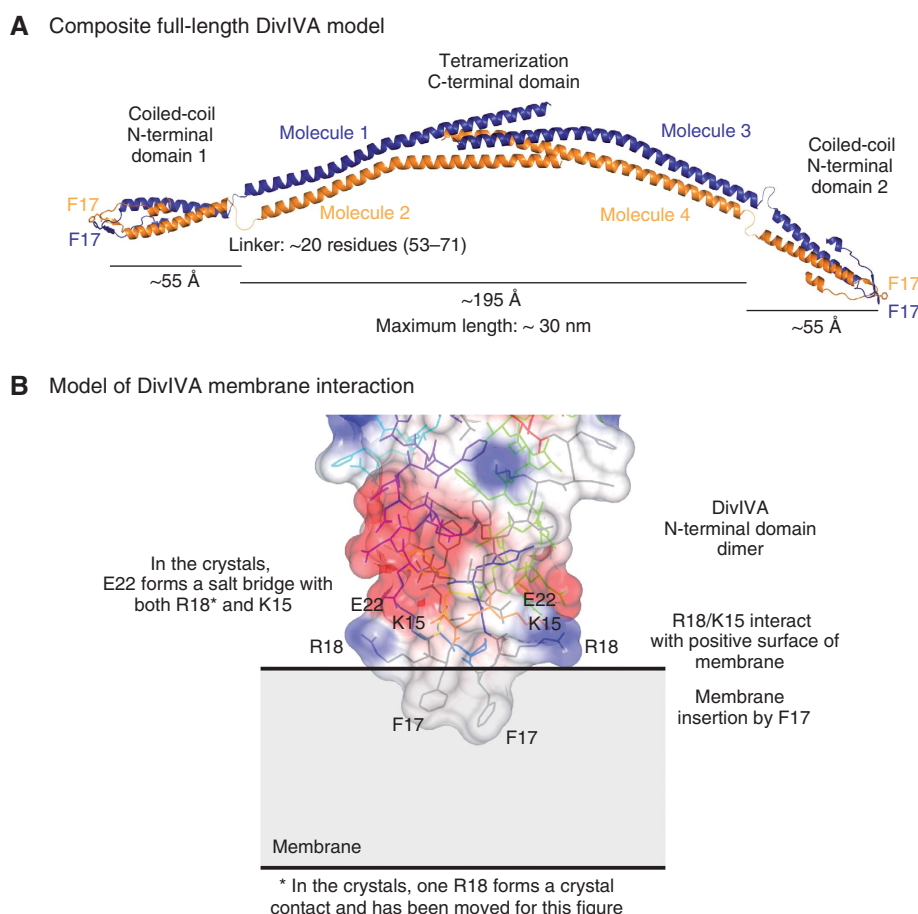 A Composite full-length DivIVA model
Tetramerization
C-terminal domain
Coiled-coil
N-terminal
domain 1
Molecule 1
Molecule 3
Coiled-coil
N-terminal
domain 2
F17
F17
Molecule 2
Molecule 4
Linker: ~20 residues (53–71)
~55 Å
~195 Å
Maximum length: ~ 30 nm
F17
F17
~55 Å
B Model of DivIVA membrane interaction
DivIVA
N-terminal domain
dimer
In the crystals,
E22 forms a salt bridge with
both R18* and K15
E22
K15
R18
E22
K15
R18
R18/K15 interact
with positive surface of
membrane
Membrane
insertion by F17
F17
F17
Membrane
* In the crystals, one R18 forms a crystal
contact and has been moved for this figure